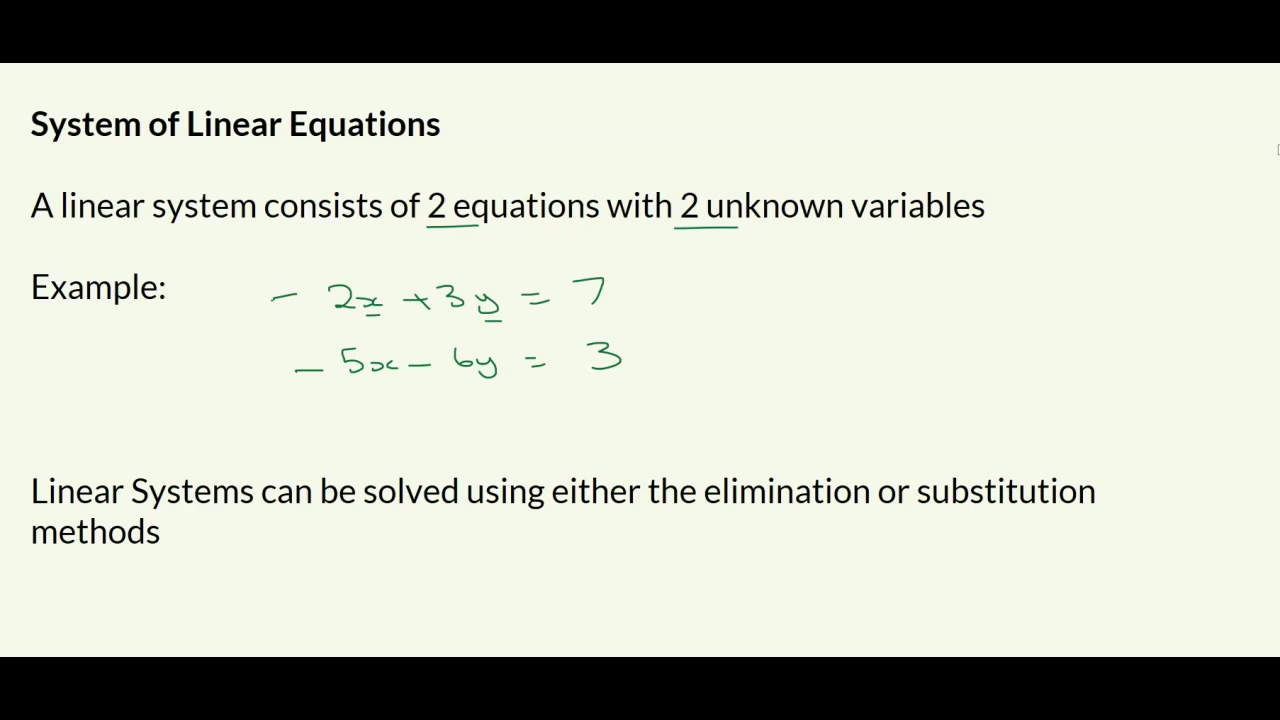 System of Linear Equations
A linear system consists of 2 equations with 2 unknown variables
Example:
- 2x + 3y = 7
- 5x - 6y = 3
Linear Systems can be solved using either the elimination or substitution
methods